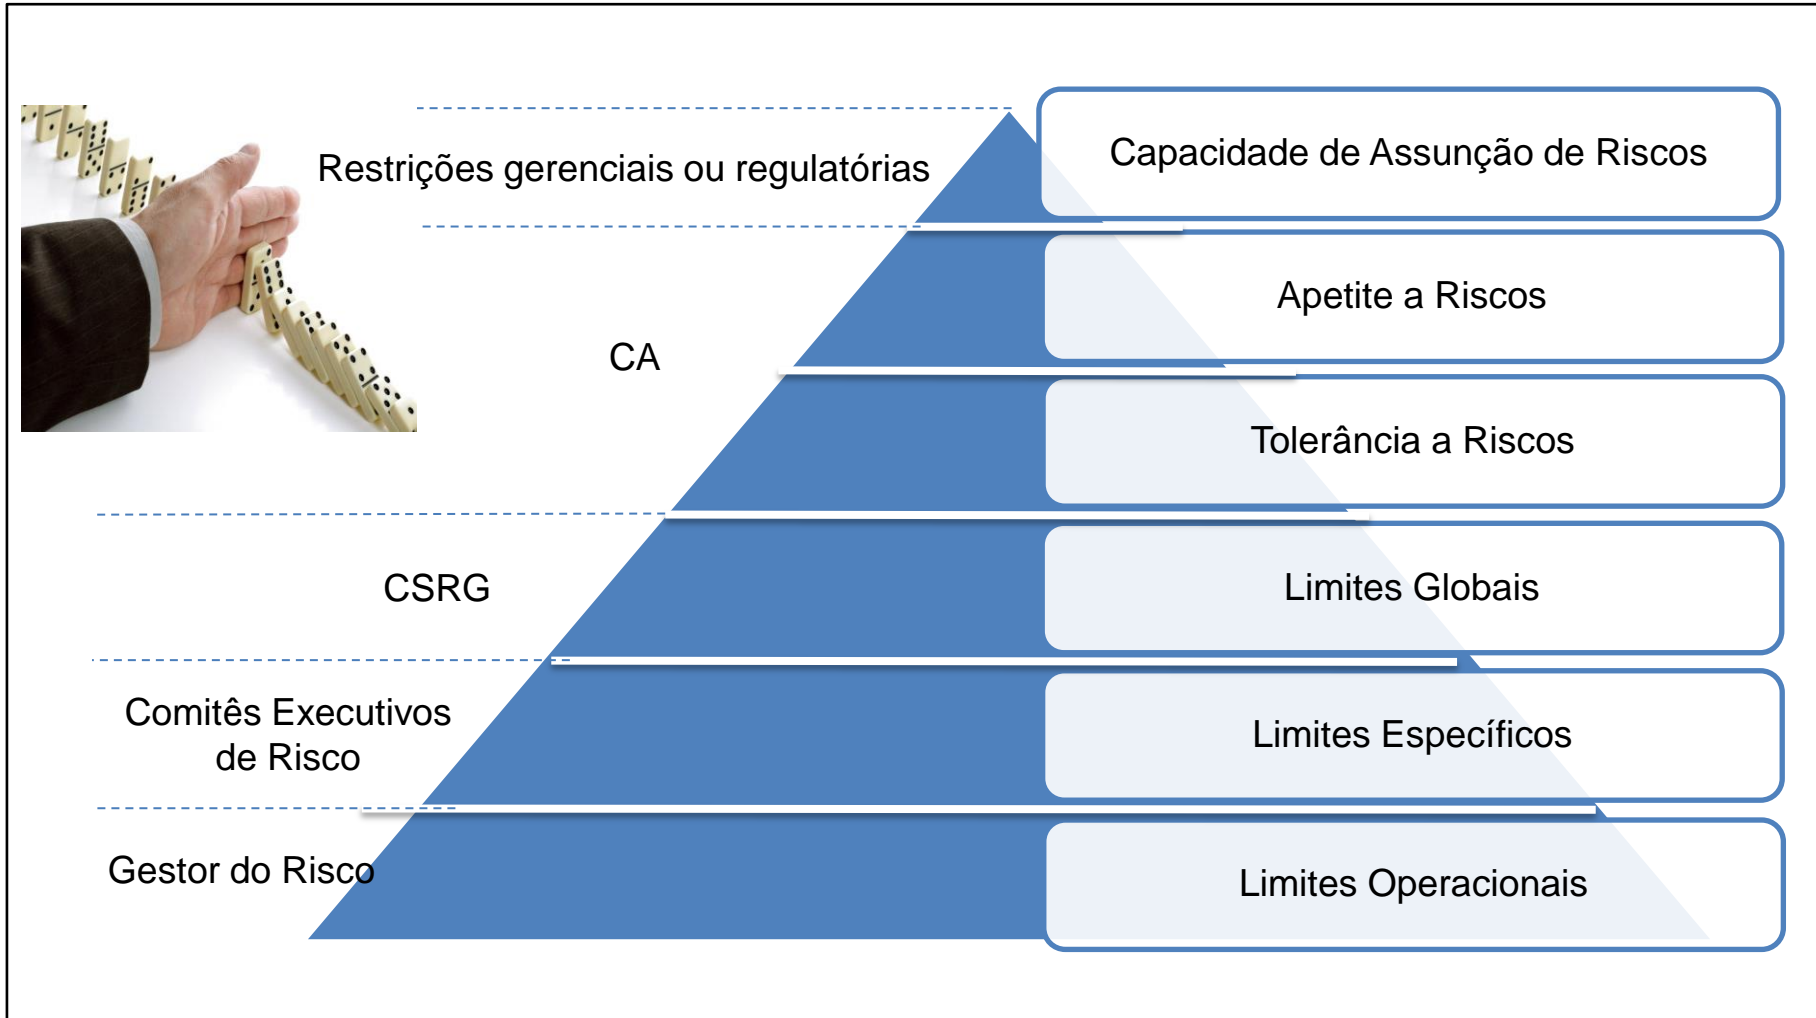 Restrições gerenciais ou regulatórias
Capacidade de Assunção de Riscos
Apetite a Riscos
CA
Tolerância a Riscos
CSRG
Limites Globais
Comitês Executivos
de Risco
Limites Específicos
Gestor do Risco
Limites Operacionais